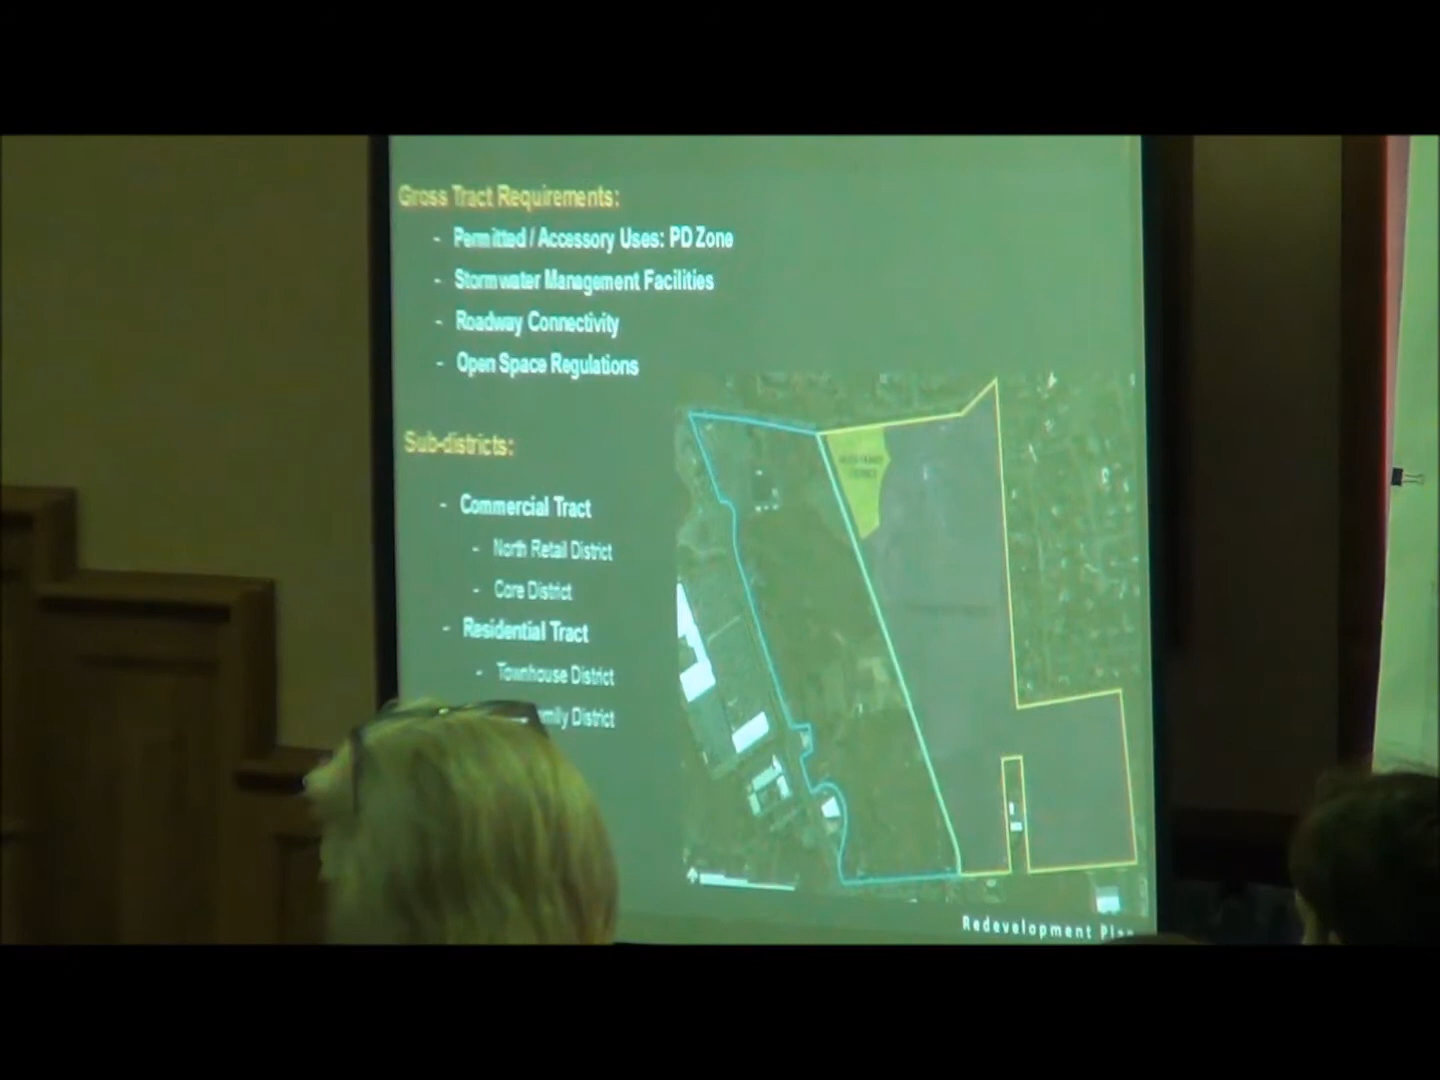 Gross Tract Requirements:
- Permitted / Accessory Uses: PD Zone
- Stormwater Management Facilities
- Roadway Connectivity
- Open Space Regulations
Sub-districts:
- Commercial Tract
- North Retail District
- Core District
- Residential Tract
- Townhouse District
District
Redevelopment